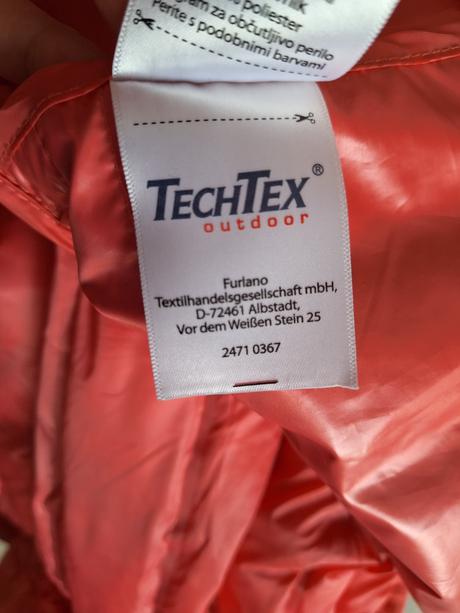 poliester
gram za občutljivo perilo
Perite s podobnimi barvami
TECHTEX®
outdoor
Furlano
Textilhandelsgesellschaft mbH,
D-72461 Albstadt,
Vor dem Weißen Stein 25
2471 0367